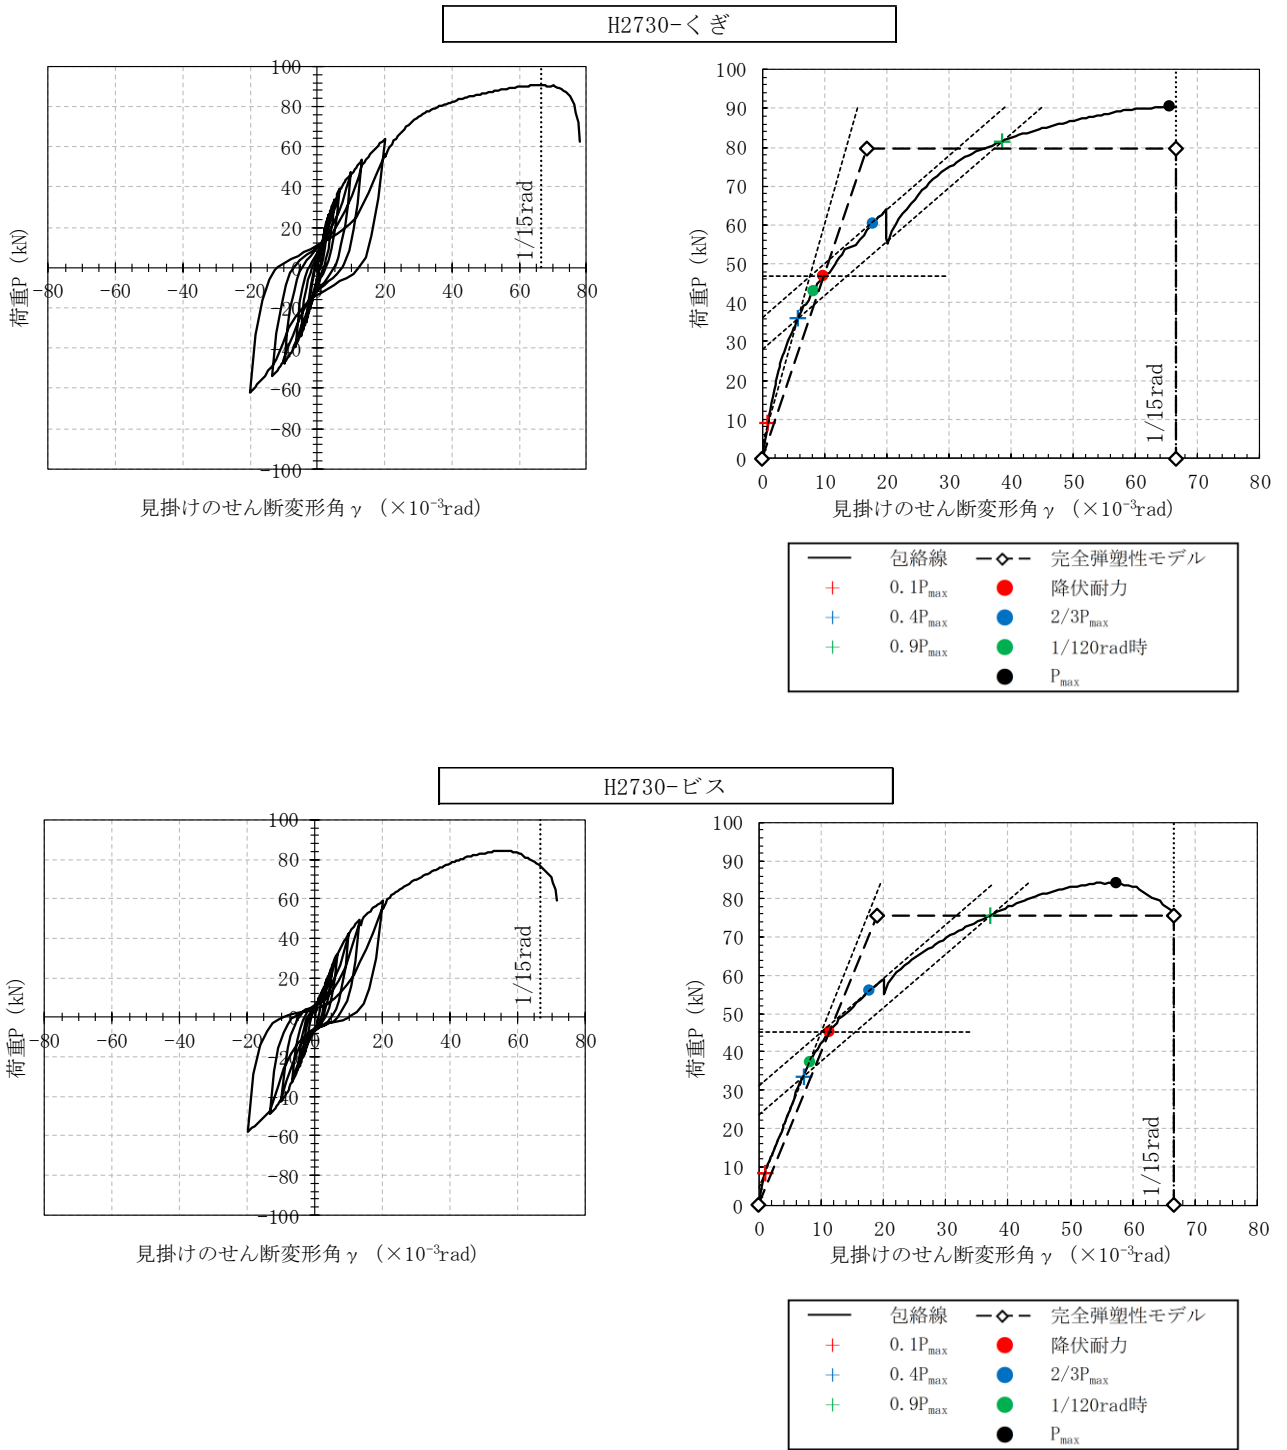 H2730-くぎ
100
80
60
40
20
0
-20
-40
-60
-80
-100
-80 -60 -40 -20 0 20 40 60 80
荷重P (kN)
1/15rad
見掛けのせん断変形角γ (×10⁻³rad)
100
90
80
70
60
50
40
30
20
10
0
0 10 20 30 40 50 60 70 80
荷重P (kN)
1/15rad
見掛けのせん断変形角γ (×10⁻³rad)
包絡線 完全弾塑性モデル
0.1Pmax 降伏耐力
0.4Pmax 2/3Pmax
0.9Pmax 1/120rad時
Pmax
H2730-ビス
100
80
60
40
20
0
-20
-40
-60
-80
-100
-80 -60 -40 -20 0 20 40 60 80
荷重P (kN)
1/15rad
見掛けのせん断変形角γ (×10⁻³rad)
100
90
80
70
60
50
40
30
20
10
0
0 10 20 30 40 50 60 70 80
荷重P (kN)
1/15rad
見掛けのせん断変形角γ (×10⁻³rad)
包絡線 完全弾塑性モデル
0.1Pmax 降伏耐力
0.4Pmax 2/3Pmax
0.9Pmax 1/120rad時
Pmax